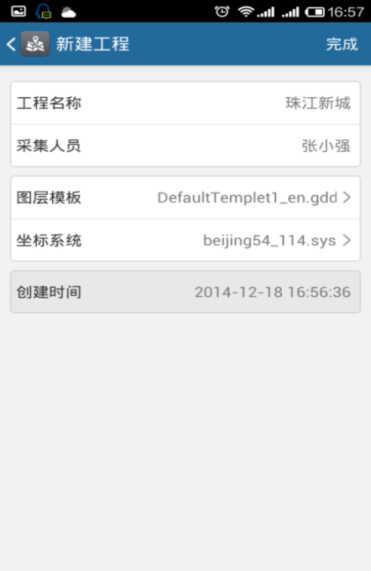 16:57
新建工程
完成
工程名称 珠江新城
采集人员 张小强
图层模板 DefaultTemplet1_en.gdd
坐标系统 beijing54_114.sys
创建时间 2014-12-18 16:56:36